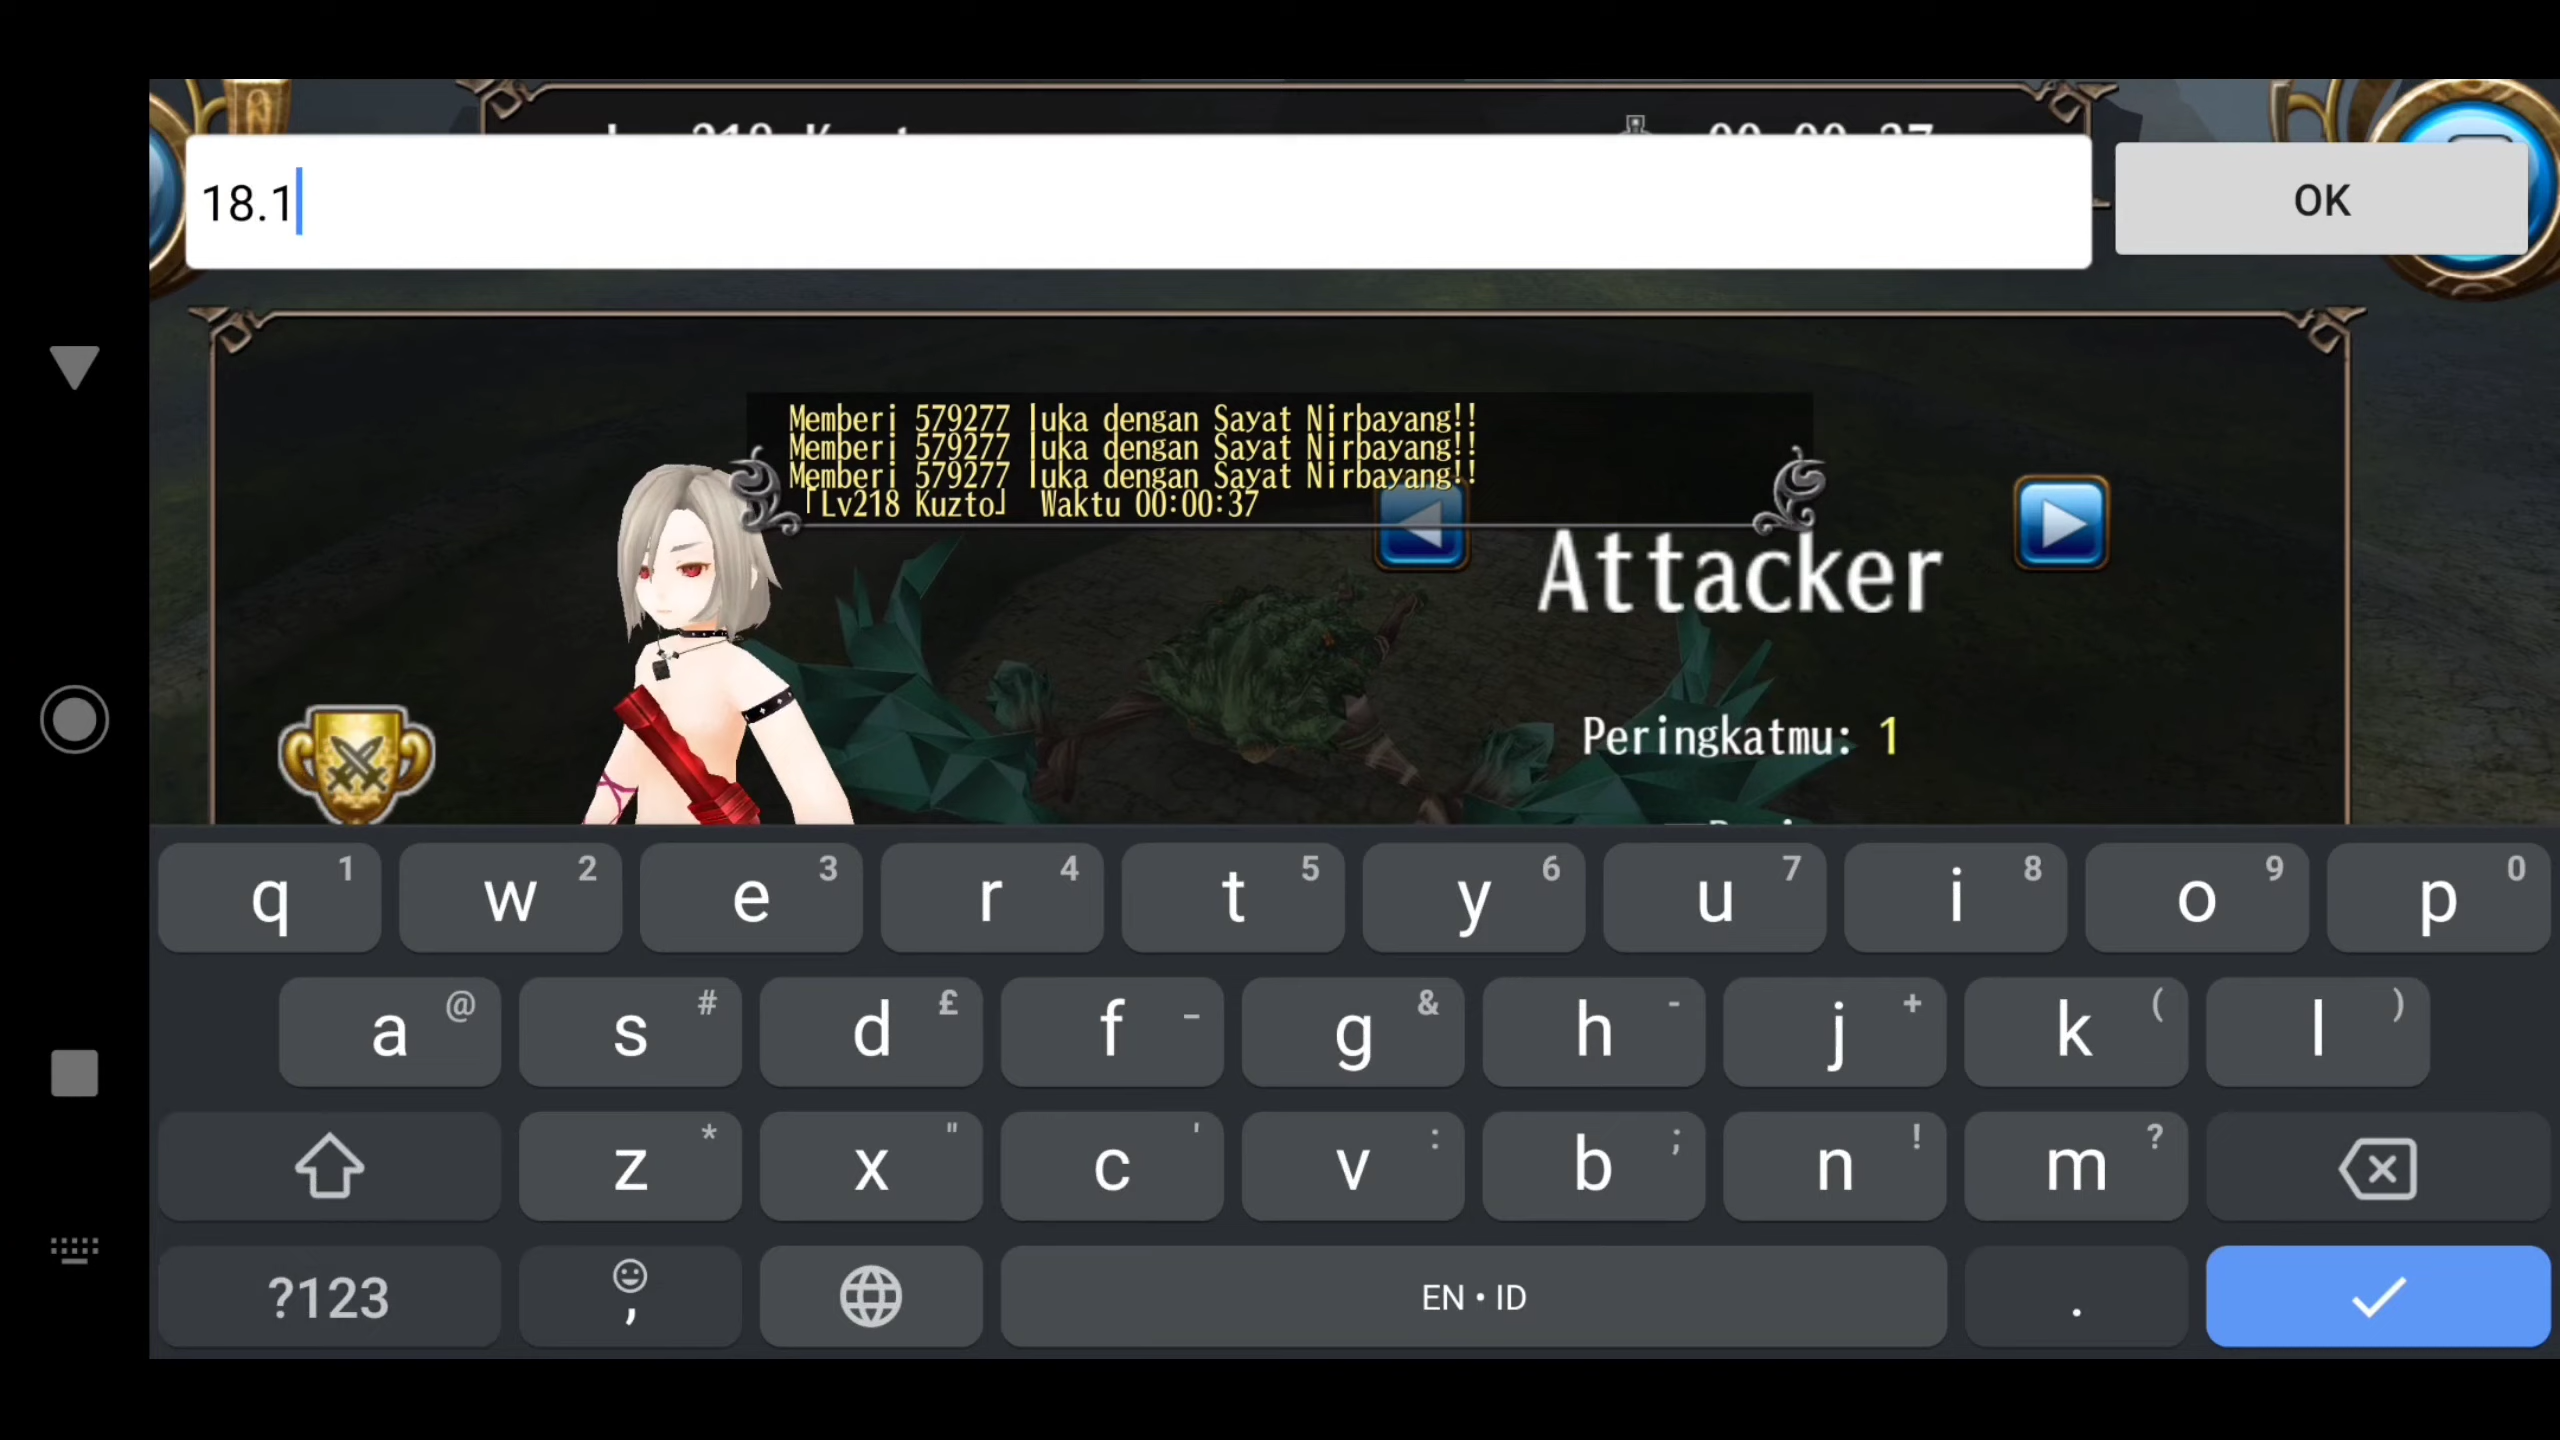 18.1
OK
Memberi 579277 luka dengan Sayat Nirbayang!!
Memberi 579277 luka dengan Sayat Nirbayang!!
Memberi 579277 luka dengan Sayat Nirbayang!!
「Lv218 Kuzto」 Waktu 00:00:37
Attacker
Peringkatmu: 1
q 1 w 2 e 3 r 4 t 5 y 6 u 7 i 8 o 9 p 0
a @ s # d £ f _ g & h - j + k ( l )
z * x " c ' v : b ; n ! m ?
?123 , EN • ID .